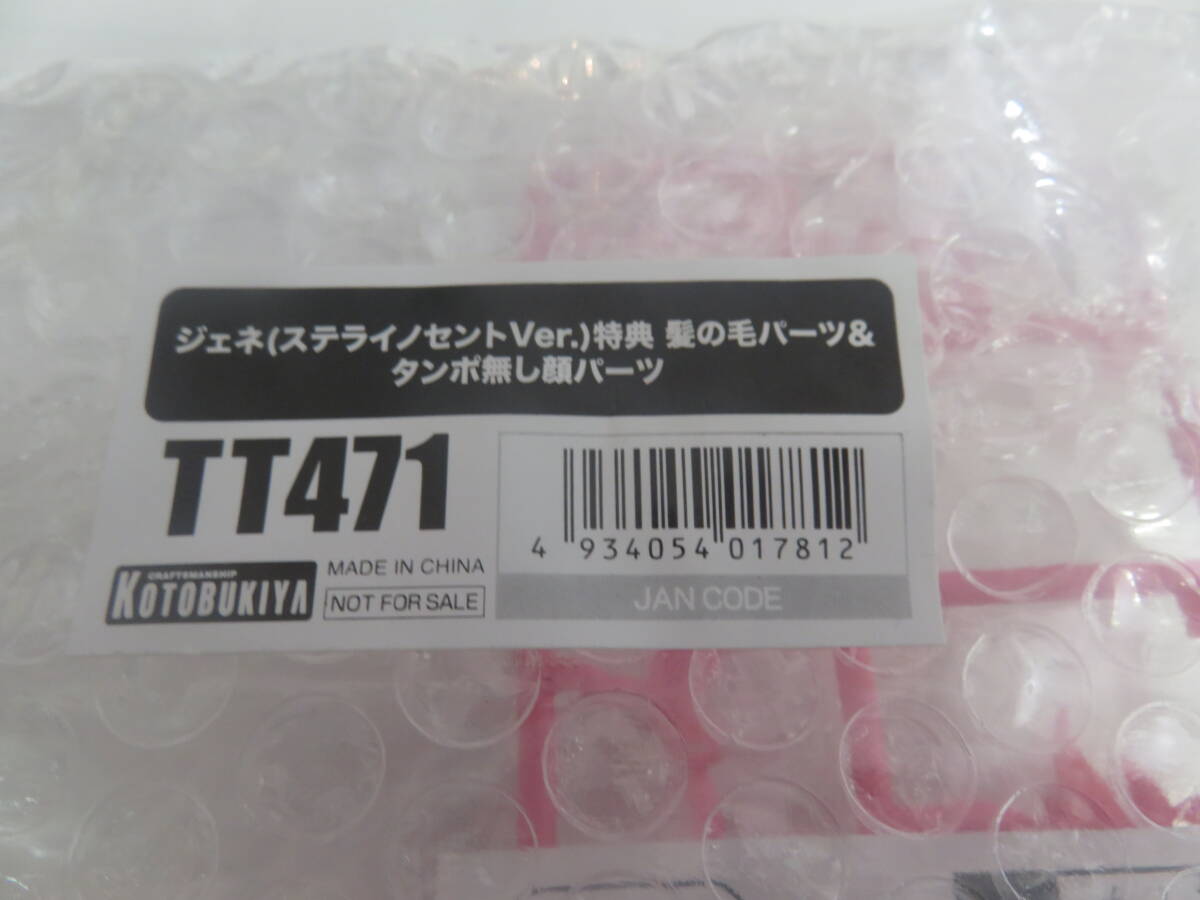 ジェネ(ステライノセントVer.)特典 髪の毛パーツ&
タンポ無し顔パーツ
TT471
4 934054 017812
JAN CODE
MADE IN CHINA
NOT FOR SALE
CRAFTSMANSHIP
KOTOBUKIYA